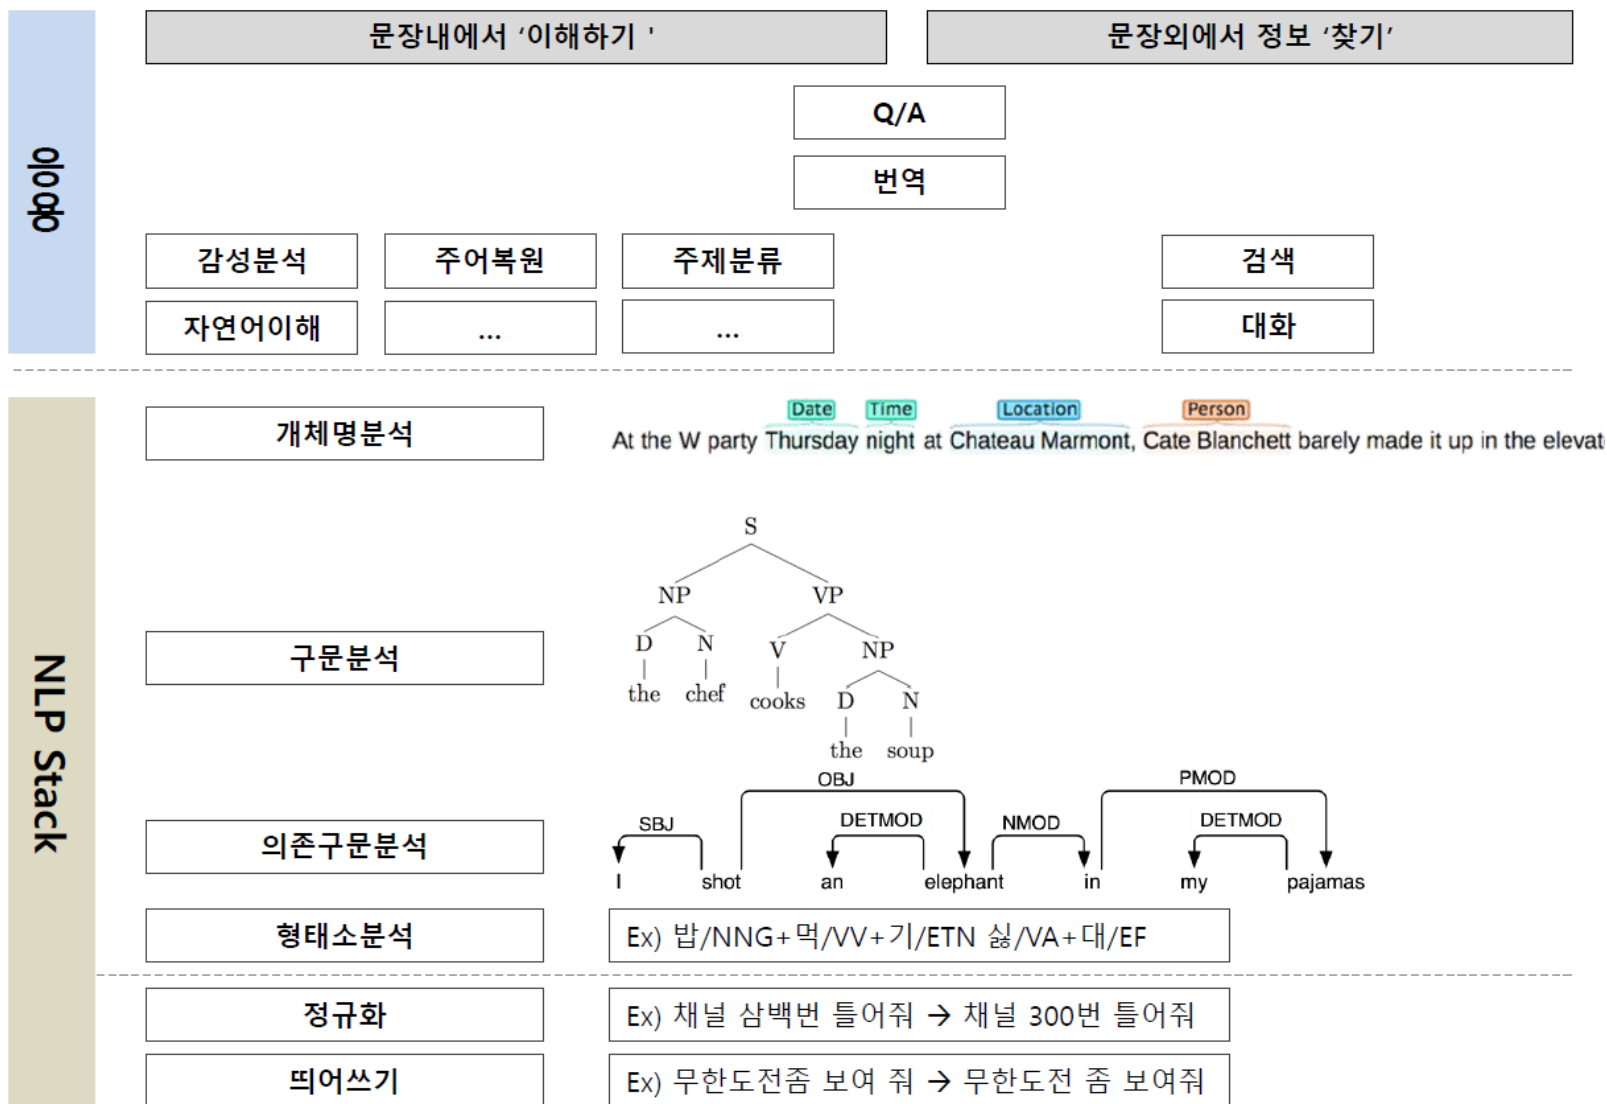 문장내에서 ‘이해하기 '
문장외에서 정보 ‘찾기’
응용
Q/A
번역
감성분석
주어복원
주제분류
검색
자연어이해
...
...
대화
NLP Stack
개체명분석
Date Time Location Person
At the W party Thursday night at Chateau Marmont, Cate Blanchett barely made it up in the elevat
구문분석
S
NP VP
D N V NP
the chef cooks D N
the soup
의존구문분석
OBJ PMOD
SBJ DETMOD NMOD DETMOD
I shot an elephant in my pajamas
형태소분석
Ex) 밥/NNG+먹/VV+기/ETN 싫/VA+대/EF
정규화
Ex) 채널 삼백번 틀어줘 → 채널 300번 틀어줘
띄어쓰기
Ex) 무한도전좀 보여 줘 → 무한도전 좀 보여줘